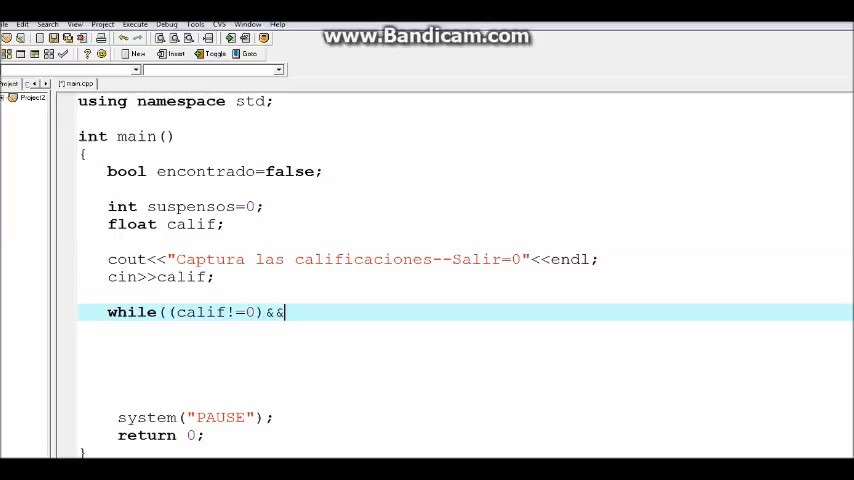 File Edit Search View Project Execute Debug Tools CVS Window Help
www.Bandicam.com
New Insert Toggle Goto
Project [*] main.cpp
Project2
using namespace std;
int main()
{
bool encontrado=false;
int suspensos=0;
float calif;
cout<<"Captura las calificaciones--Salir=0"<<endl;
cin>>calif;
while((calif!=0)&&
system("PAUSE");
return 0;
}